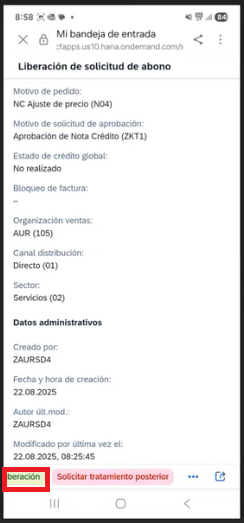 8:58
84
Mi bandeja de entrada
:fapps.us10.hana.ondemand.com/s
Liberación de solicitud de abono
Motivo de pedido:
NC Ajuste de precio (N04)
Motivo de solicitud de aprobación:
Aprobación de Nota Crédito (ZKT1)
Estado de crédito global:
No realizado
Bloqueo de factura:
–
Organización ventas:
AUR (105)
Canal distribución:
Directo (01)
Sector:
Servicios (02)
Datos administrativos
Creado por:
ZAURSD4
Fecha y hora de creación:
22.08.2025
Autor últ.mod.:
ZAURSD4
Modificado por última vez el:
22.08.2025, 08:25:45
beración Solicitar tratamiento posterior